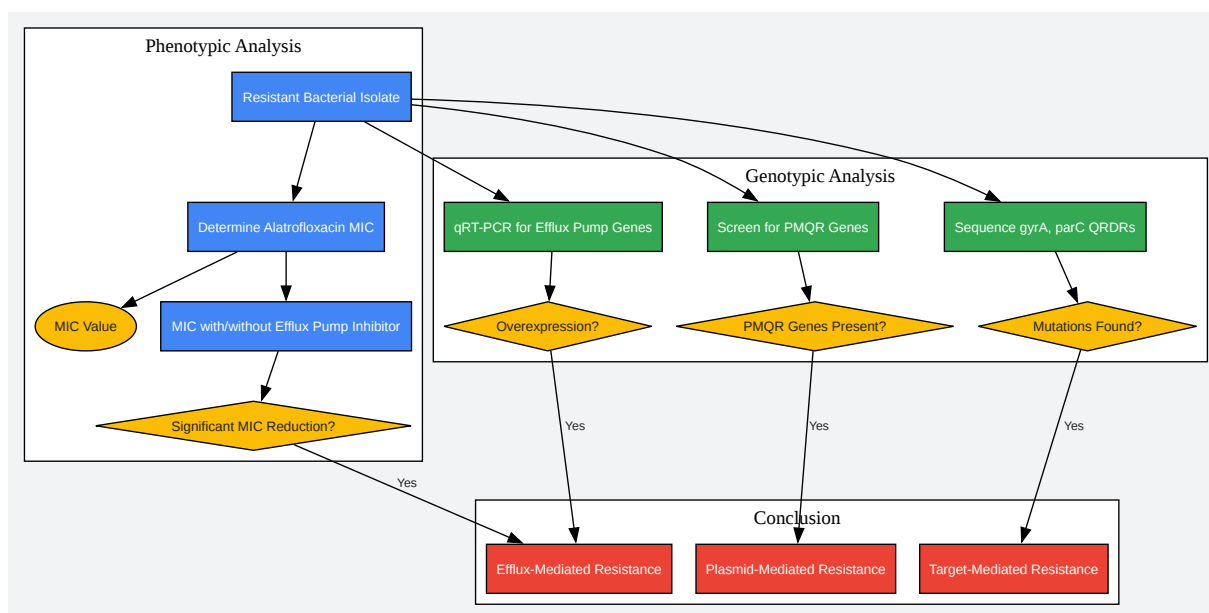 Phenotypic Analysis
Resistant Bacterial Isolate
Genotypic Analysis
Determine Alatrofloxacin MIC
qRT-PCR for Efflux Pump Genes
Screen for PMQR Genes
Sequence gyrA, parC QRDRs
MIC Value
MIC with/without Efflux Pump Inhibitor
Overexpression?
PMQR Genes Present?
Mutations Found?
Significant MIC Reduction?
Yes
Yes
Yes
Yes
Conclusion
Efflux-Mediated Resistance
Plasmid-Mediated Resistance
Target-Mediated Resistance